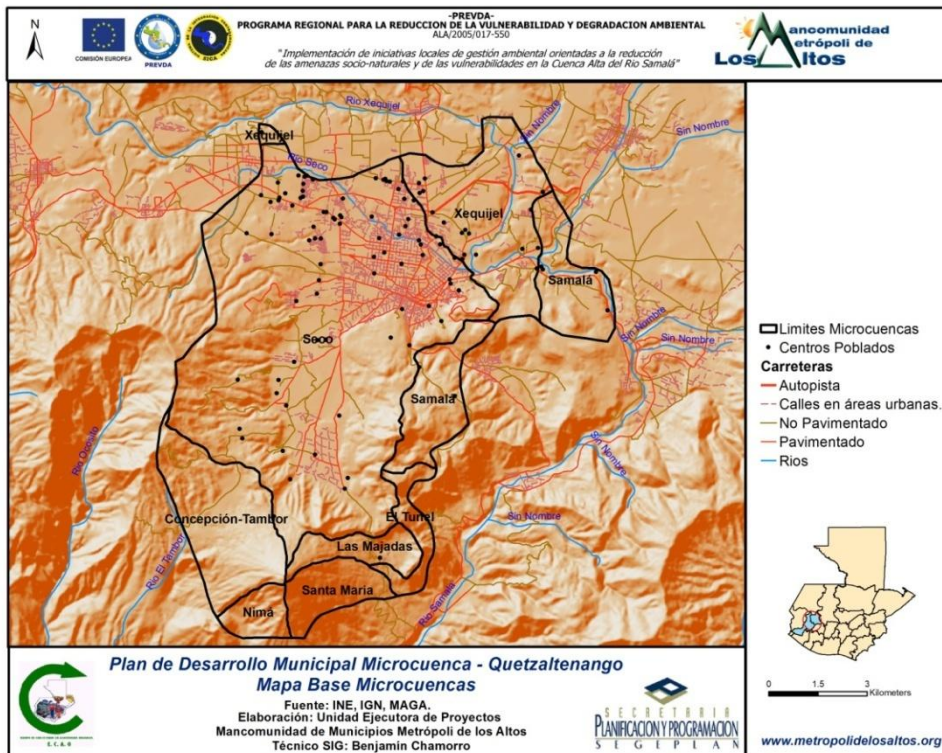 -PREVDA-
PROGRAMA REGIONAL PARA LA REDUCCION DE LA VULNERABILIDAD Y DEGRADACION AMBIENTAL
ALA/2005/017-550
"Implementación de iniciativas locales de gestión ambiental orientadas a la reducción
de las amenazas socio-naturales y de las vulnerabilidades en la Cuenca Alta del Rio Samalá"
N
COMISIÓN EUROPEA
PREVDA
SICA
Mancomunidad
Metrópoli de
Los Altos
Rio Xequijel
Sin Nombre
Sin Nombre
Xequijel
Rio Seco
Xequijel
Samalá
Sin Nombre
Sin Nombre
Seco
Samalá
Rio Ocosito
Sin Nombre
Concepción-Tambor
El Tunel
Sin Nombre
Las Majadas
Rio El Tambor
Santa María
Rio Samala
Nimá
Limites Microcuencas
Centros Poblados
Carreteras
Autopista
Calles en áreas urbanas.
No Pavimentado
Pavimentado
Rios
0 1.5 3
Kilometers
Plan de Desarrollo Municipal Microcuenca - Quetzaltenango
Mapa Base Microcuencas
Fuente: INE, IGN, MAGA.
Elaboración: Unidad Ejecutora de Proyectos
Mancomunidad de Municipios Metrópoli de los Altos
Técnico SIG: Benjamín Chamorro
SECRETARIA
PLANIFICACION Y PROGRAMACION
SEGEPLAN
www.metropolidelosaltos.org